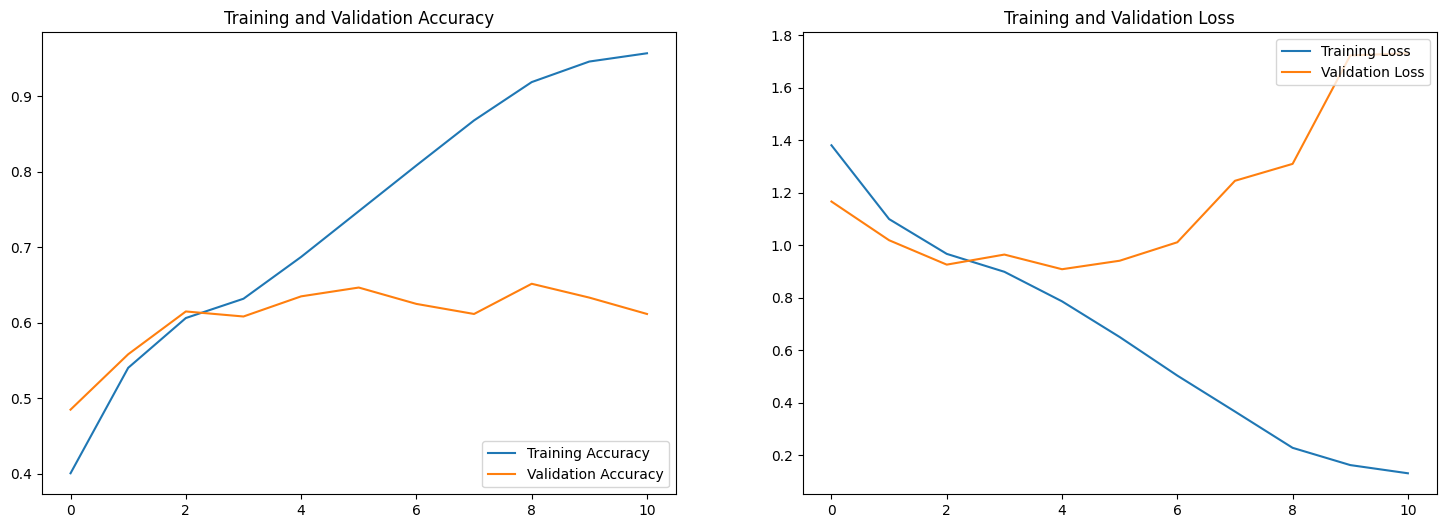 Training and Validation Accuracy
0.9
0.8
0.7
0.6
0.5
0.4
0 2 4 6 8 10
Training Accuracy
Validation Accuracy
Training and Validation Loss
1.8
1.6
1.4
1.2
1.0
0.8
0.6
0.4
0.2
0 2 4 6 8 10
Training Loss
Validation Loss